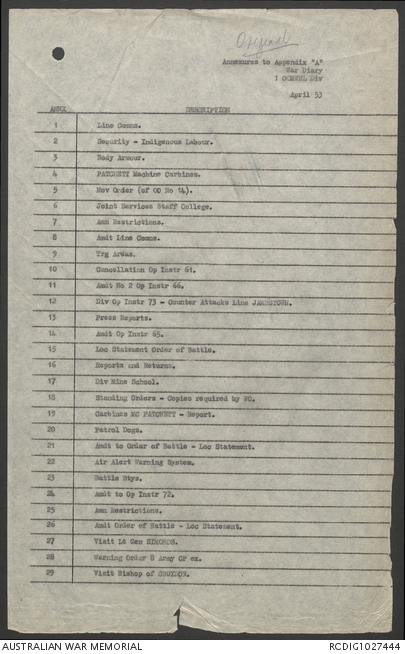 Original
Annexures to Appendix "A"
War Diary
1 COMWEL Div
April 53
ANNX DESCRIPTION
1 Line Comms.
2 Security - Indigenous Labour.
3 Body Armour.
4 PATCHETT Machine Carbines.
5 Mov Order (of OO No 14).
6 Joint Services Staff College.
7 Amn Restrictions.
8 Amdt Line Comms.
9 Trg Areas.
10 Cancellation Op Instr 61.
11 Amdt No 2 Op Instr 66.
12 Div Op Instr 73 - Counter Attacks Line JAMESTOWN.
13 Press Reports.
14 Amdt Op Instr 65.
15 Loc Statement Order of Battle.
16 Reports and Returns.
17 Div Mine School.
18 Standing Orders - Copies required by WO.
19 Carbines MC PATCHETT - Report.
20 Patrol Dogs.
21 Amdt to Order of Battle - Loc Statement.
22 Air Alert Warning System.
23 Battle Btys.
24 Amdt to Op Instr 72.
25 Amn Restrictions.
26 Amdt Order of Battle - Loc Statement.
27 Visit Lt Gen SIMONDS.
28 Warning Order 8 Army CP ex.
29 Visit Bishop of CROYDON.
AUSTRALIAN WAR MEMORIAL RCDIG1027444